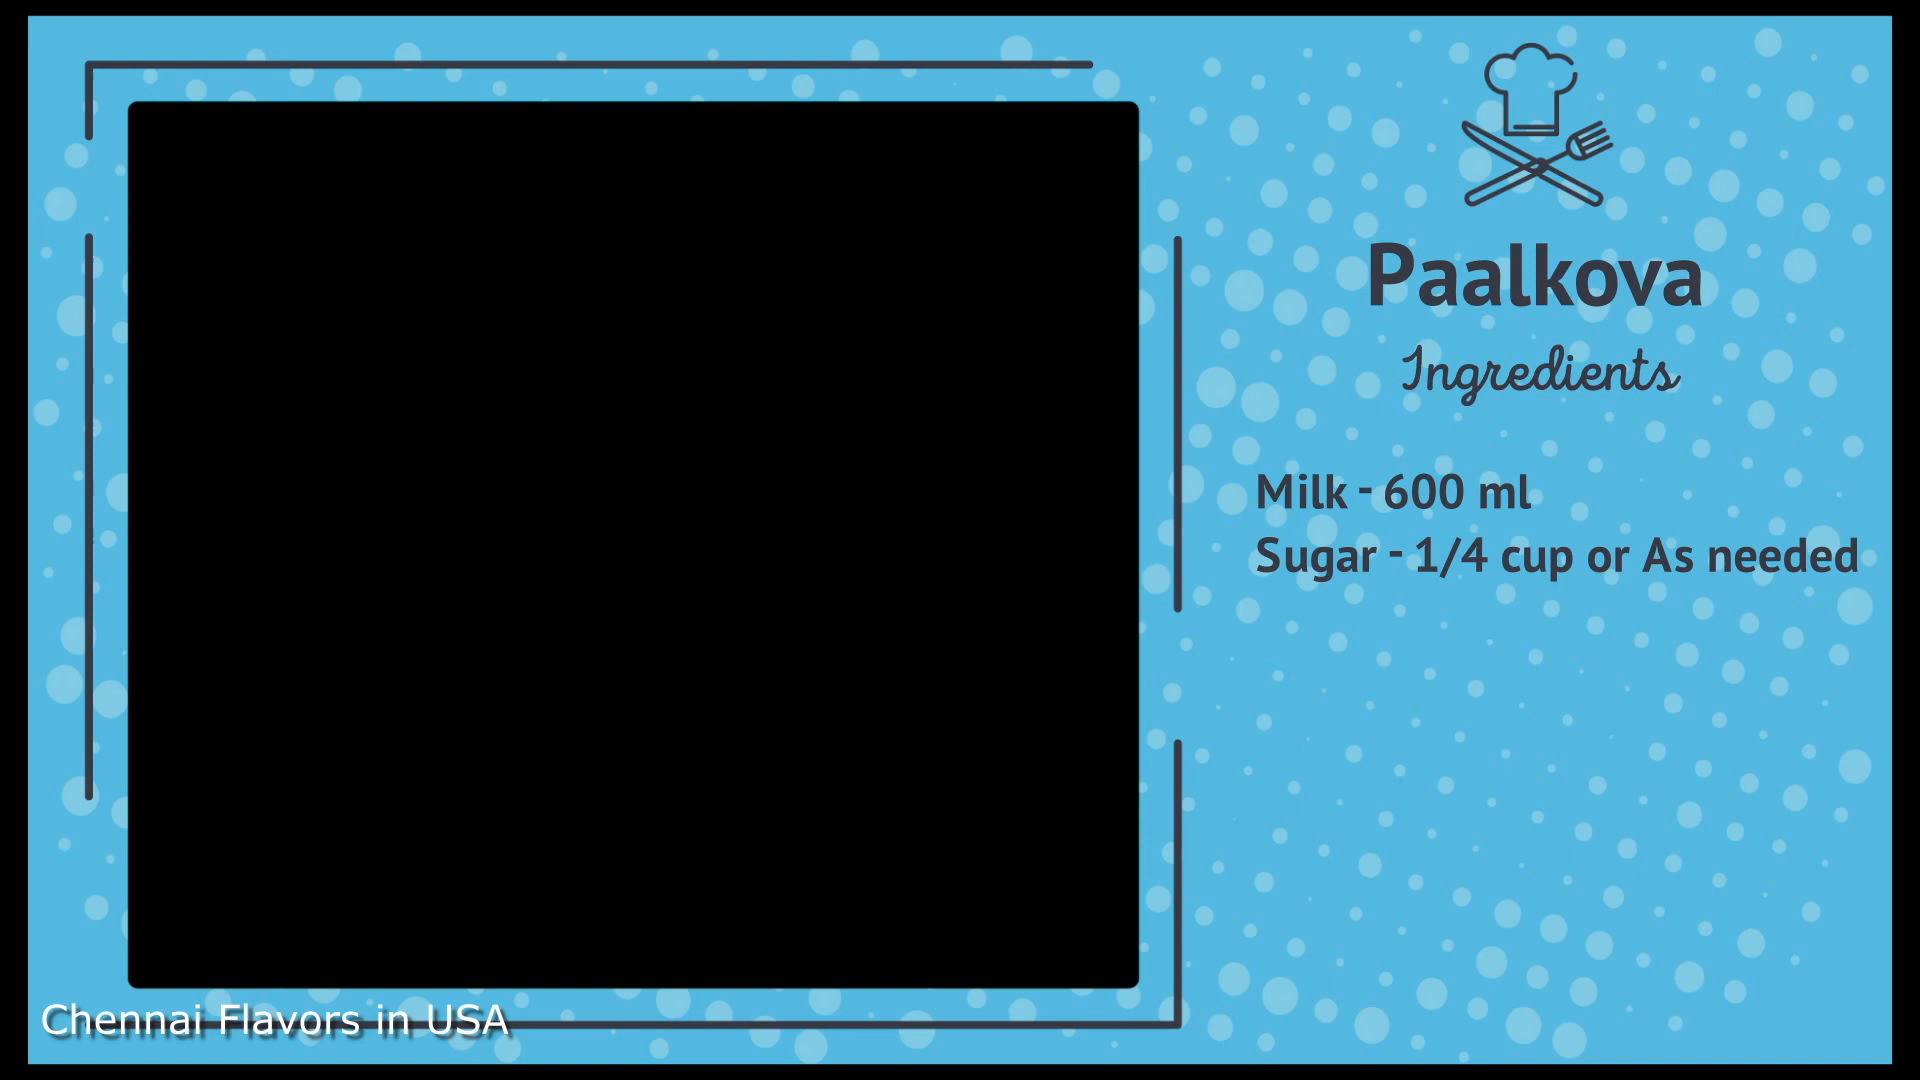 Paalkova
Ingredients
Milk - 600 ml
Sugar - 1/4 cup or As needed
Chennai Flavors in USA